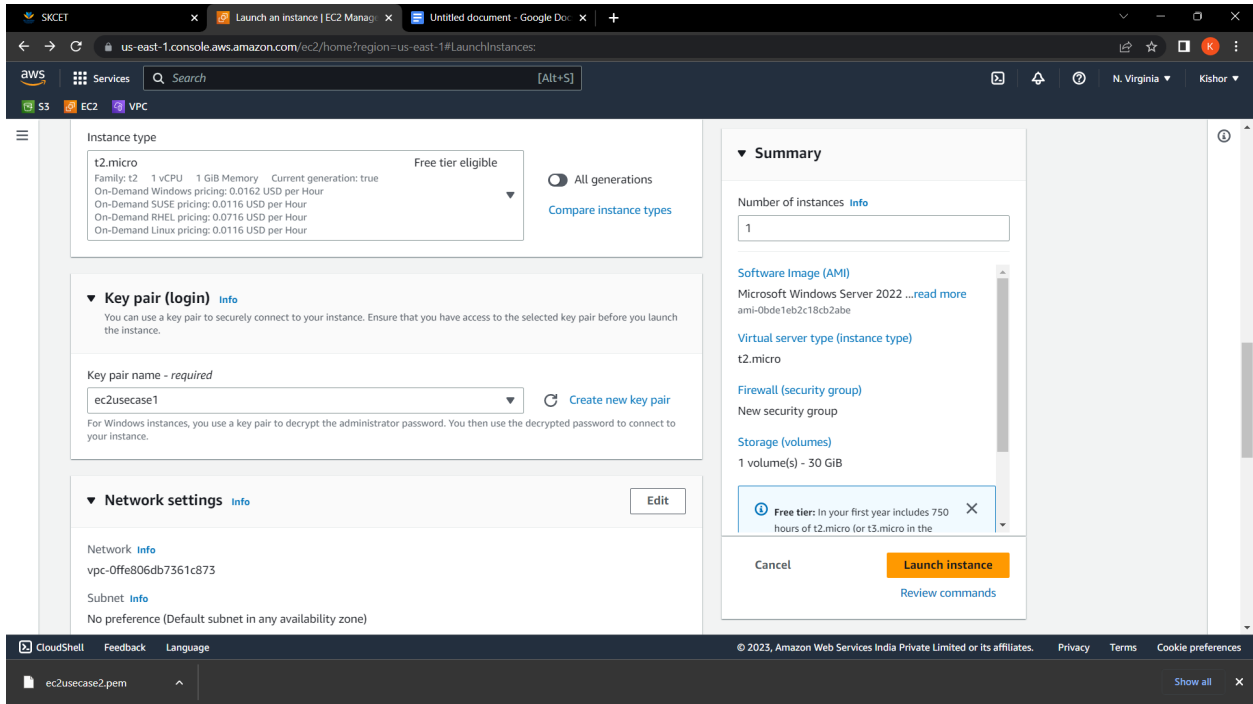 SKCET
Launch an instance | EC2 Manage
Untitled document - Google Doc
us-east-1.console.aws.amazon.com/ec2/home?region=us-east-1#LaunchInstances:
K
aws
Services
Search
[Alt+S]
N. Virginia
Kishor
S3
EC2
VPC
Instance type
t2.micro
Free tier eligible
Family: t2 1 vCPU 1 GiB Memory Current generation: true
On-Demand Windows pricing: 0.0162 USD per Hour
On-Demand SUSE pricing: 0.0116 USD per Hour
On-Demand RHEL pricing: 0.0716 USD per Hour
On-Demand Linux pricing: 0.0116 USD per Hour
All generations
Compare instance types
Key pair (login) Info
You can use a key pair to securely connect to your instance. Ensure that you have access to the selected key pair before you launch
the instance.
Key pair name - required
ec2usecase1
Create new key pair
For Windows instances, you use a key pair to decrypt the administrator password. You then use the decrypted password to connect to
your instance.
Network settings Info
Edit
Network Info
vpc-0ffe806db7361c873
Subnet Info
No preference (Default subnet in any availability zone)
Summary
Number of instances Info
1
Software Image (AMI)
Microsoft Windows Server 2022 ...read more
ami-0bde1eb2c18cb2abe
Virtual server type (instance type)
t2.micro
Firewall (security group)
New security group
Storage (volumes)
1 volume(s) - 30 GiB
Free tier: In your first year includes 750
hours of t2.micro (or t3.micro in the
Cancel
Launch instance
Review commands
CloudShell
Feedback
Language
© 2023, Amazon Web Services India Private Limited or its affiliates.
Privacy
Terms
Cookie preferences
ec2usecase2.pem
Show all